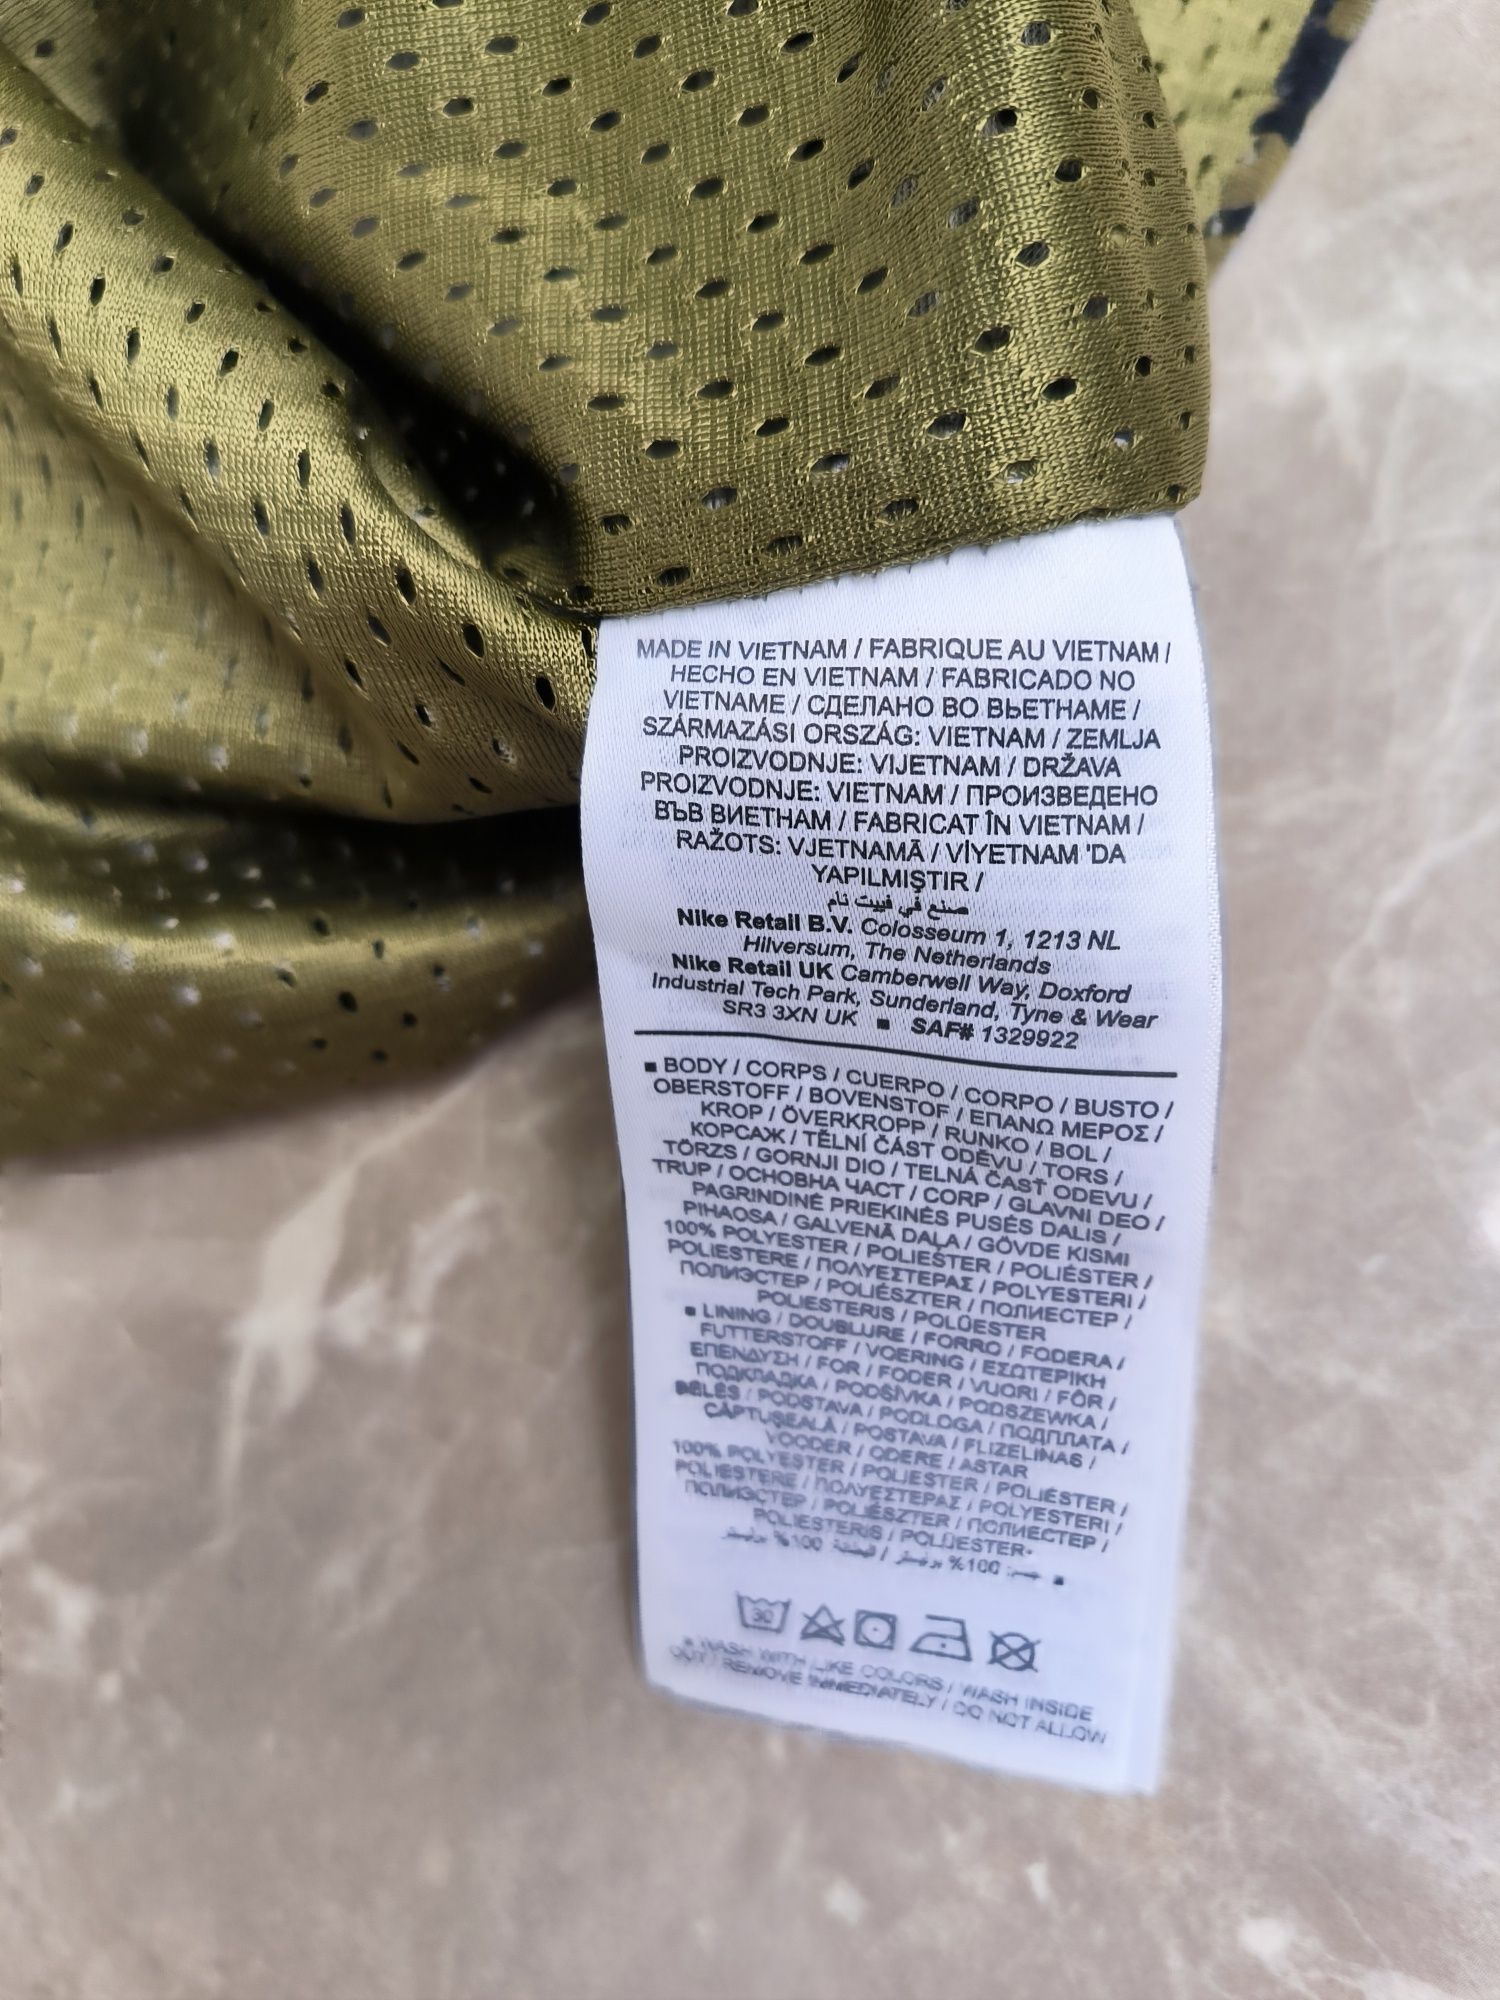 MADE IN VIETNAM / FABRIQUE AU VIETNAM /
HECHO EN VIETNAM / FABRICADO NO
VIETNAME / СДЕЛАНО ВО ВЬЕТНАМЕ /
SZÁRMAZÁSI ORSZÁG: VIETNAM / ZEMLJA
PROIZVODNJE: VIJETNAM / DRŽAVA
PROIZVODNJE: VIETNAM / ПРОИЗВЕДЕНО
ВЪВ ВИЕТНАМ / FABRICAT ÎN VIETNAM /
RAŽOTS: VJETNAMĀ / VİYETNAM 'DA
YAPILMIŞTIR /
صنع في فييت نام
Nike Retail B.V. Colosseum 1, 1213 NL
Hilversum, The Netherlands
Nike Retail UK Camberwell Way, Doxford
Industrial Tech Park, Sunderland, Tyne & Wear
SR3 3XN UK ■ SAF# 1329922
■ BODY / CORPS / CUERPO / CORPO / BUSTO /
OBERSTOFF / BOVENSTOF / ΕΠΑΝΩ ΜΕΡΟΣ /
KROP / ÖVERKROPP / RUNKO / BOL /
КОРСАЖ / TĚLNÍ ČÁST ODĚVU / TORS /
TÖRZS / GORNJI DIO / TELNÁ ČASŤ ODEVU /
TRUP / ОСНОВНА ЧАСТ / CORP / GLAVNI DEO /
PAGRINDINĖ PRIEKINĖS PUSĖS DALIS /
PIHAOSA / GALVENĀ DAĻA / GÖVDE KISMI
100% POLYESTER / POLIEŠTER / POLIÉSTER /
POLIESTERE / ΠΟΛΥΕΣΤΕΡΑΣ / POLYESTERI /
ПОЛИЭСТЕР / POLIÉSZTER / ПОЛИЕСТЕР /
POLIESTERIS / POLÜESTER
■ LINING / DOUBLURE / FORRO / FODERA /
FUTTERSTOFF / VOERING / ΕΣΩΤΕΡΙΚΗ
ΕΠΕΝΔΥΣΗ / FOR / FODER / VUORI / FÔR /
ПОДКЛАДКА / PODŠÍVKA / PODSZEWKA /
BÉLÉS / PODSTAVA / PODLOGA / ПОДПЛАТА /
CĂPTUȘEALĂ / POSTAVA / FLIZELINAS /
VOODER / ODERE / ASTAR
100% POLYESTER / POLIESTER / POLIÉSTER /
POLIESTERE / ΠΟΛΥΕΣΤΕΡΑΣ / POLYESTERI /
ПОЛИЭСТЕР / POLIÉSZTER / ПОЛИЕСТЕР /
POLIESTERIS / POLÜESTER
30
■ WASH WITH LIKE COLORS / WASH INSIDE
OUT / REMOVE IMMEDIATELY / DO NOT ALLOW